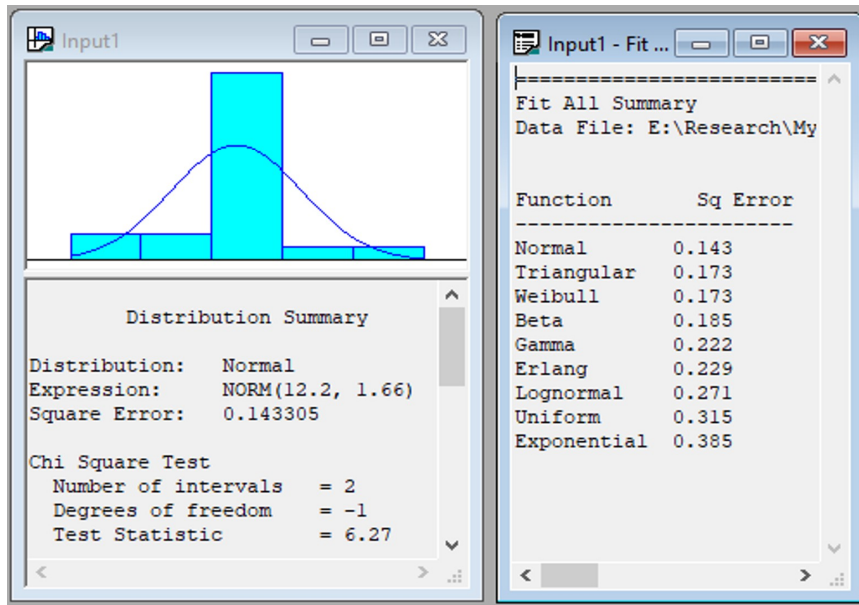 Input1
Distribution Summary
Distribution: Normal
Expression: NORM(12.2, 1.66)
Square Error: 0.143305
Chi Square Test
Number of intervals = 2
Degrees of freedom = -1
Test Statistic = 6.27
Input1 - Fit ...
===========================
Fit All Summary
Data File: E:\Research\My
Function Sq Error
-----------------------
Normal 0.143
Triangular 0.173
Weibull 0.173
Beta 0.185
Gamma 0.222
Erlang 0.229
Lognormal 0.271
Uniform 0.315
Exponential 0.385